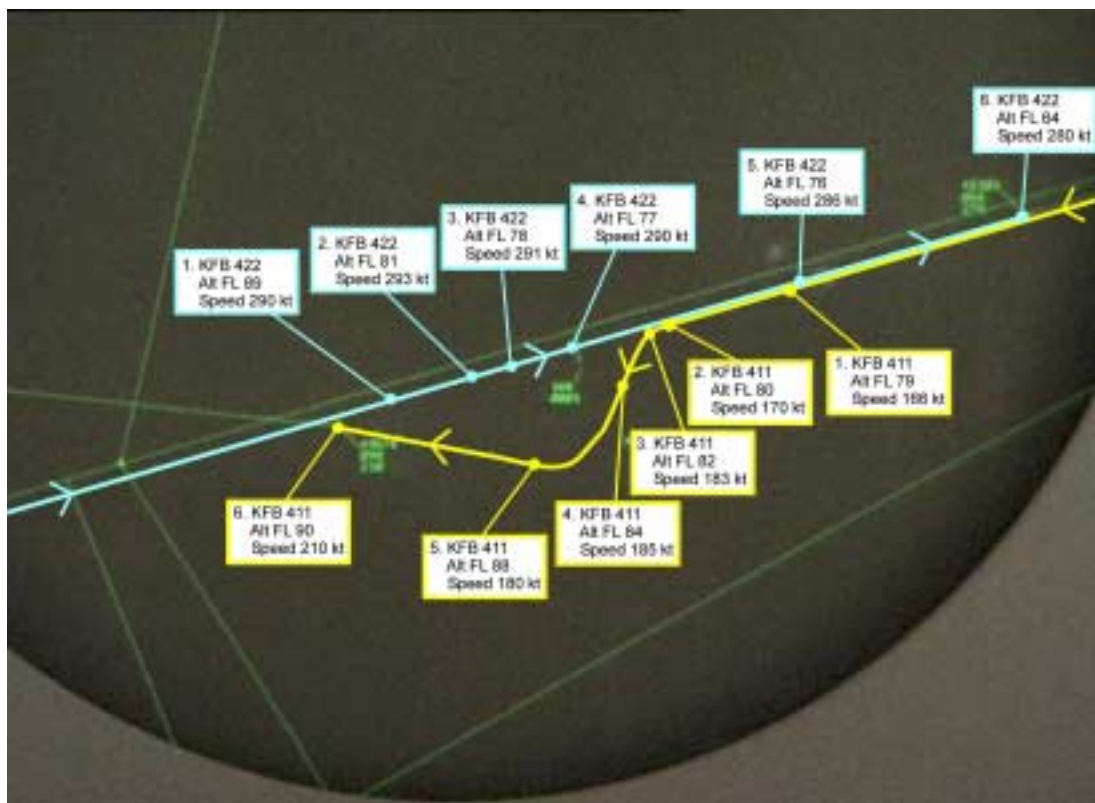 6. KFB 422
Alt FL 64
Speed 280 kt
5. KFB 422
Alt FL 76
Speed 286 kt
4. KFB 422
Alt FL 77
Speed 290 kt
3. KFB 422
Alt FL 78
Speed 291 kt
2. KFB 422
Alt FL 81
Speed 293 kt
1. KFB 422
Alt FL 89
Speed 290 kt
1. KFB 411
Alt FL 79
Speed 166 kt
2. KFB 411
Alt FL 80
Speed 170 kt
3. KFB 411
Alt FL 82
Speed 183 kt
4. KFB 411
Alt FL 84
Speed 185 kt
5. KFB 411
Alt FL 88
Speed 180 kt
6. KFB 411
Alt FL 90
Speed 210 kt